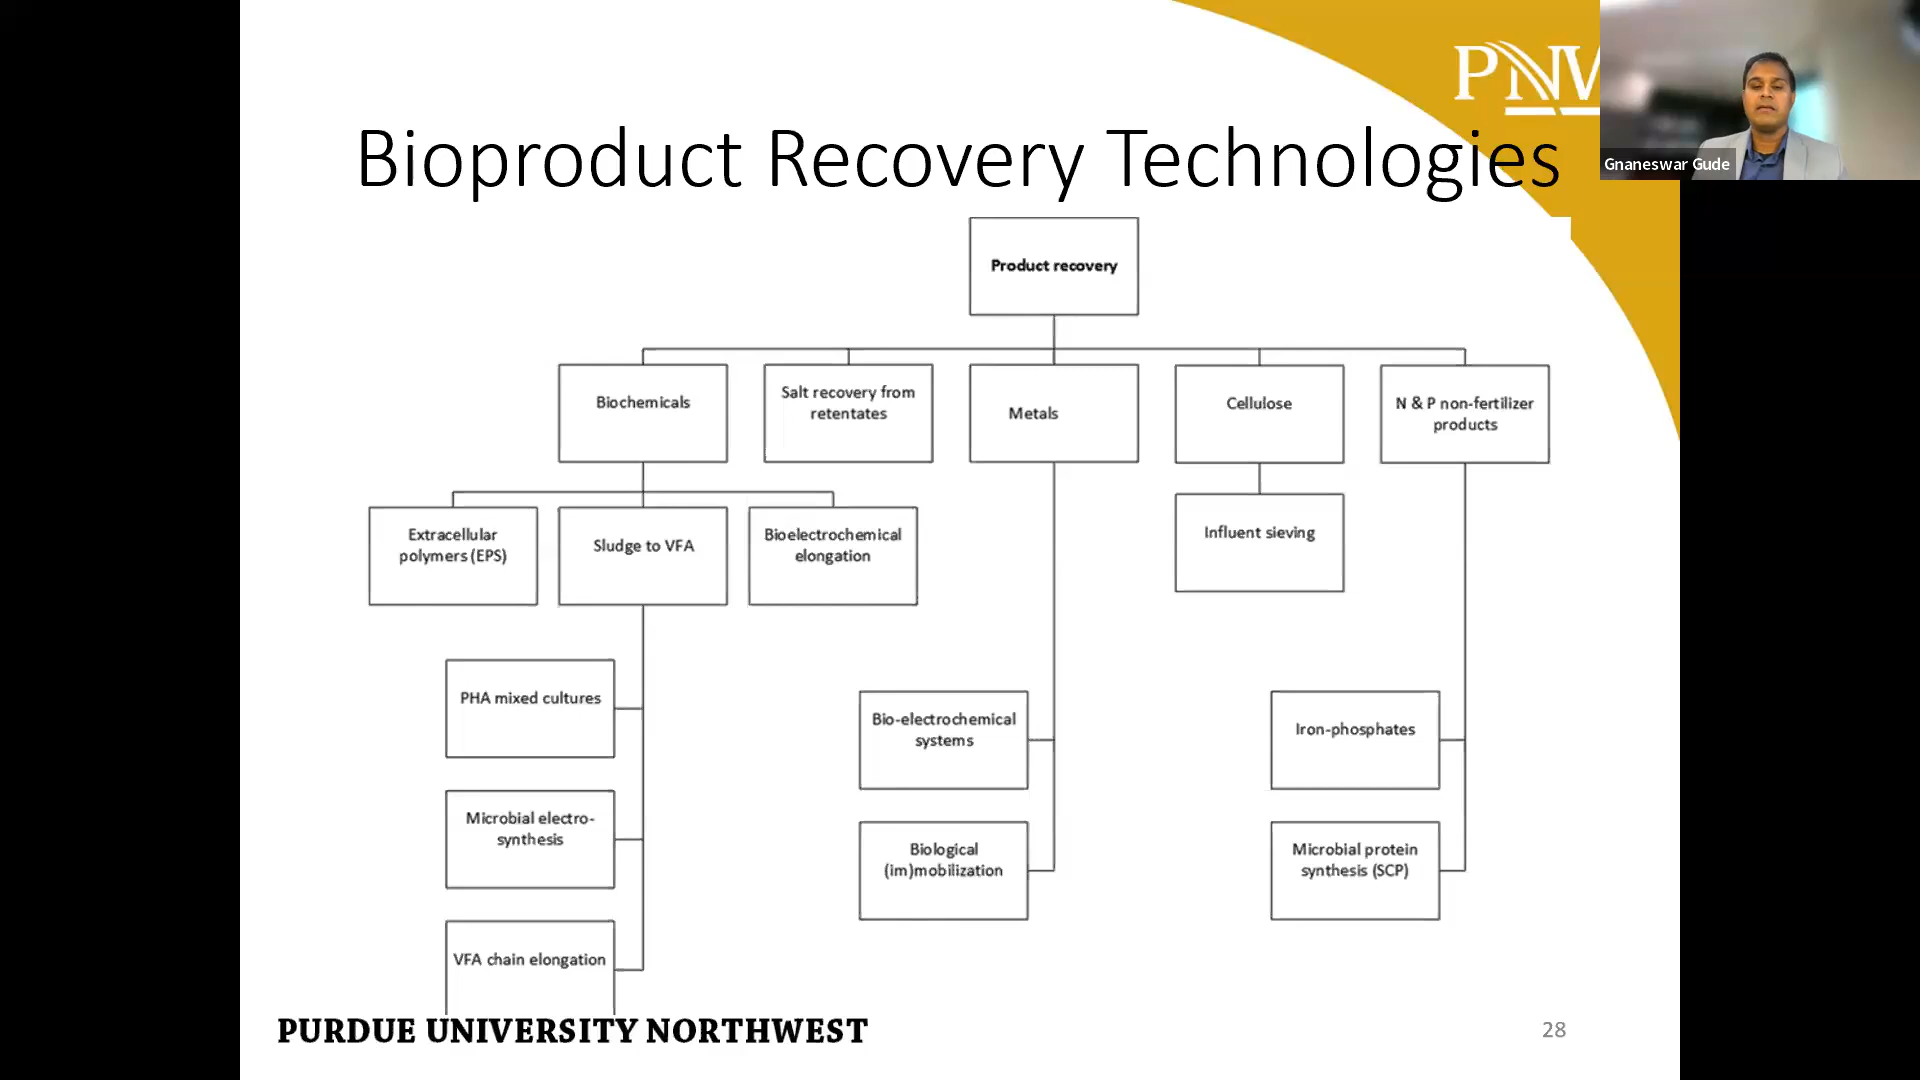 PNW
Gnaneswar Gude
Bioproduct Recovery Technologies
Product recovery
Biochemicals
Salt recovery from
retentates
Metals
Cellulose
N & P non-fertilizer
products
Extracellular
polymers (EPS)
Sludge to VFA
Bioelectrochemical
elongation
Influent sieving
PHA mixed cultures
Microbial electro-
synthesis
VFA chain elongation
Bio-electrochemical
systems
Biological
(im)mobilization
Iron-phosphates
Microbial protein
synthesis (SCP)
PURDUE UNIVERSITY NORTHWEST
28